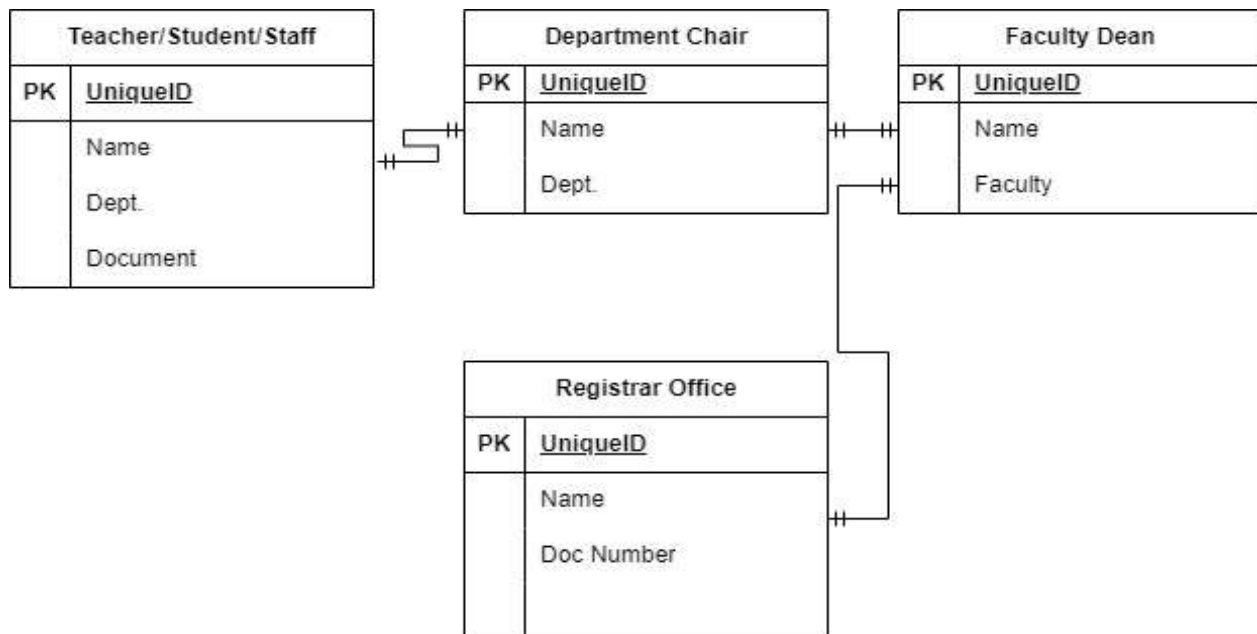 Teacher/Student/Staff
PK UniqueID
Name
Dept.
Document
Department Chair
PK UniqueID
Name
Dept.
Faculty Dean
PK UniqueID
Name
Faculty
Registrar Office
PK UniqueID
Name
Doc Number